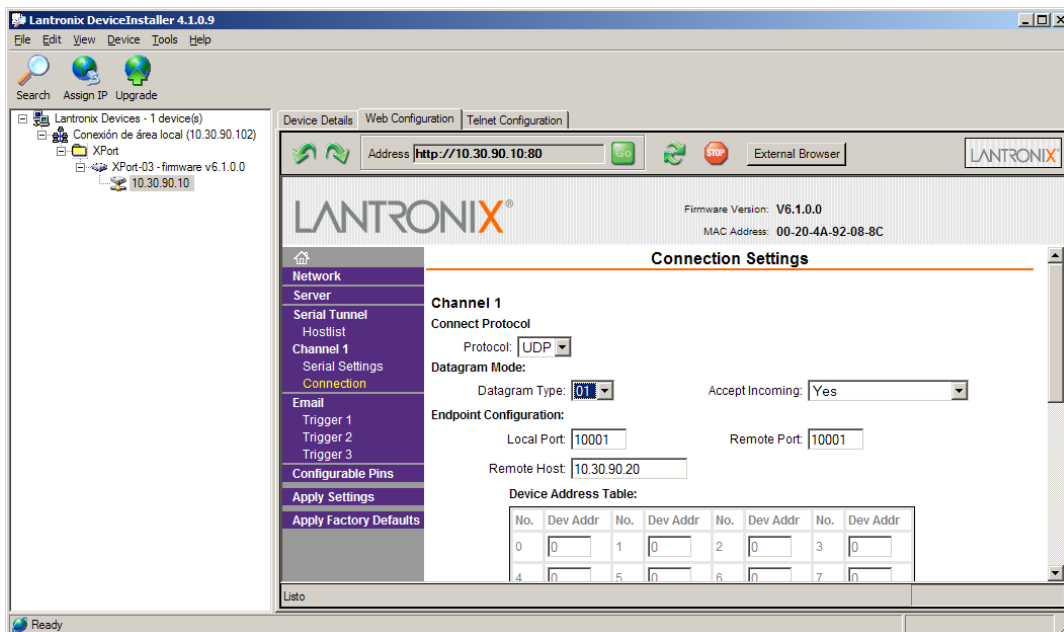 Lantronix DeviceInstaller 4.1.0.9
File Edit View Device Tools Help
Search Assign IP Upgrade
Lantronix Devices - 1 device(s)
Conexión de área local (10.30.90.102)
XPort
XPort-03 - firmware v6.1.0.0
10.30.90.10
Device Details Web Configuration Telnet Configuration
Address http://10.30.90.10:80 Go STOP External Browser LANTRONIX
LANTRONIX®
Firmware Version: V6.1.0.0
MAC Address: 00-20-4A-92-08-8C
Network
Server
Serial Tunnel
Hostlist
Channel 1
Serial Settings
Connection
Email
Trigger 1
Trigger 2
Trigger 3
Configurable Pins
Apply Settings
Apply Factory Defaults
Connection Settings
Channel 1
Connect Protocol
Protocol: UDP
Datagram Mode:
Datagram Type: 01 Accept Incoming: Yes
Endpoint Configuration:
Local Port: 10001 Remote Port: 10001
Remote Host: 10.30.90.20
Device Address Table:
No. Dev Addr No. Dev Addr No. Dev Addr No. Dev Addr
0 0 1 0 2 0 3 0
4 0 5 0 6 0 7 0
Listo
Ready